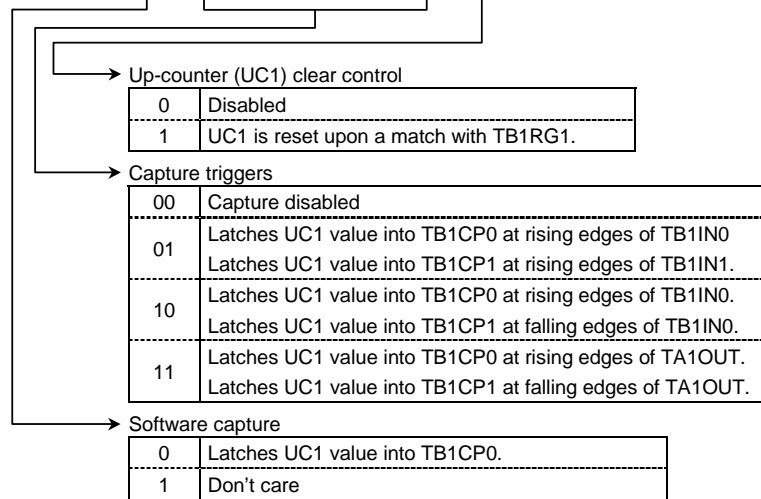 Up-counter (UC1) clear control
0 Disabled
1 UC1 is reset upon a match with TB1RG1.
Capture triggers
00 Capture disabled
01 Latches UC1 value into TB1CP0 at rising edges of TB1IN0
Latches UC1 value into TB1CP1 at rising edges of TB1IN1.
10 Latches UC1 value into TB1CP0 at rising edges of TB1IN0.
Latches UC1 value into TB1CP1 at falling edges of TB1IN0.
11 Latches UC1 value into TB1CP0 at rising edges of TA1OUT.
Latches UC1 value into TB1CP1 at falling edges of TA1OUT.
Software capture
0 Latches UC1 value into TB1CP0.
1 Don't care